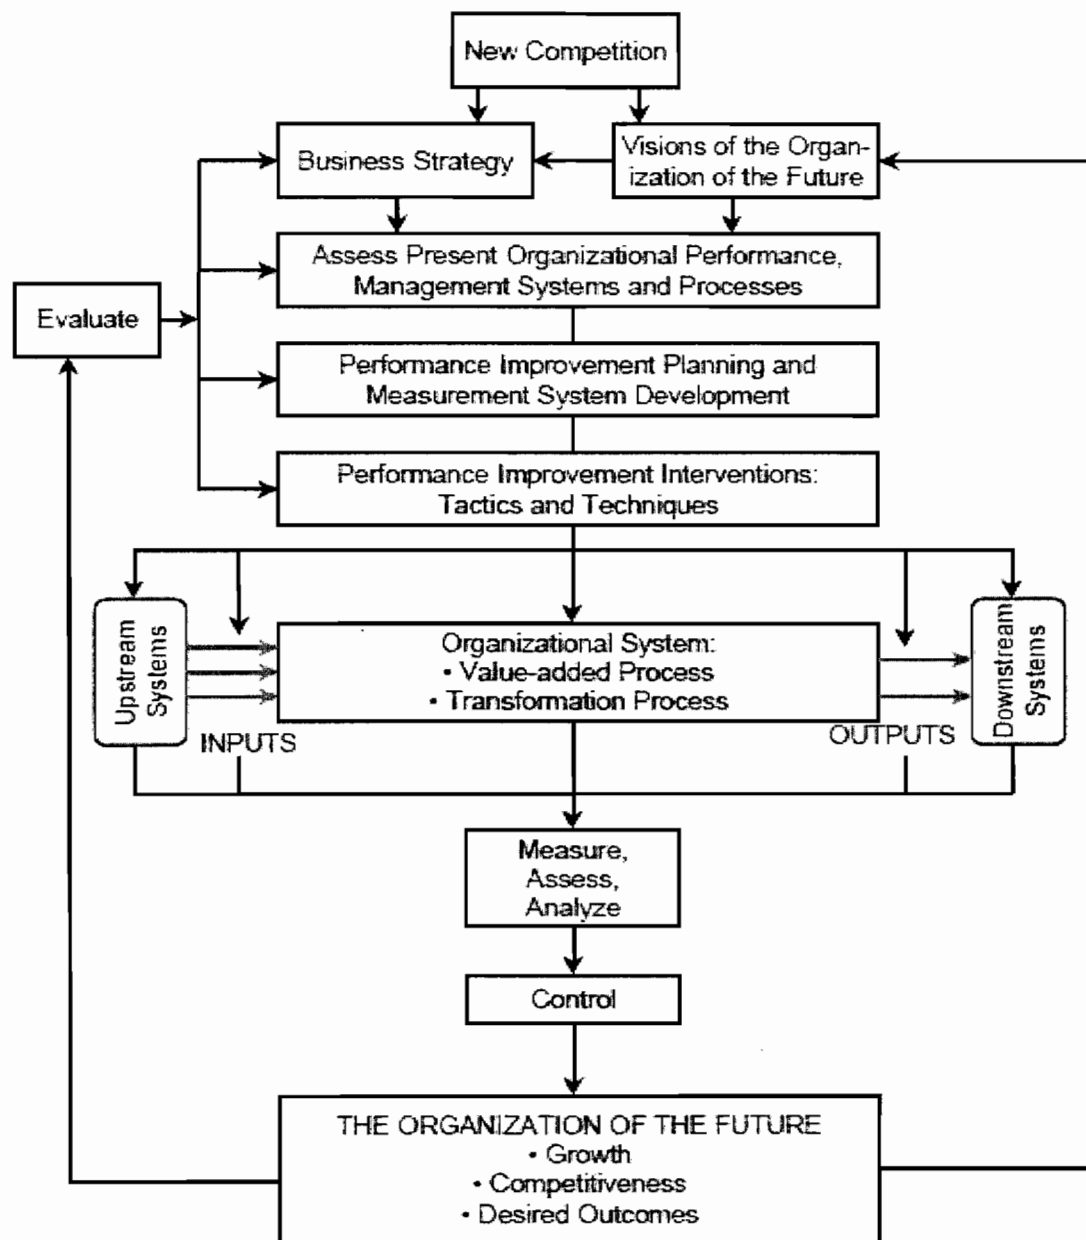 New Competition
Business Strategy
Visions of the Organ-
ization of the Future
Assess Present Organizational Performance,
Management Systems and Processes
Evaluate
Performance Improvement Planning and
Measurement System Development
Performance Improvement Interventions:
Tactics and Techniques
Upstream
Systems
Organizational System:
• Value-added Process
• Transformation Process
Downstream
Systems
INPUTS
OUTPUTS
Measure,
Assess,
Analyze
Control
THE ORGANIZATION OF THE FUTURE
• Growth
• Competitiveness
• Desired Outcomes